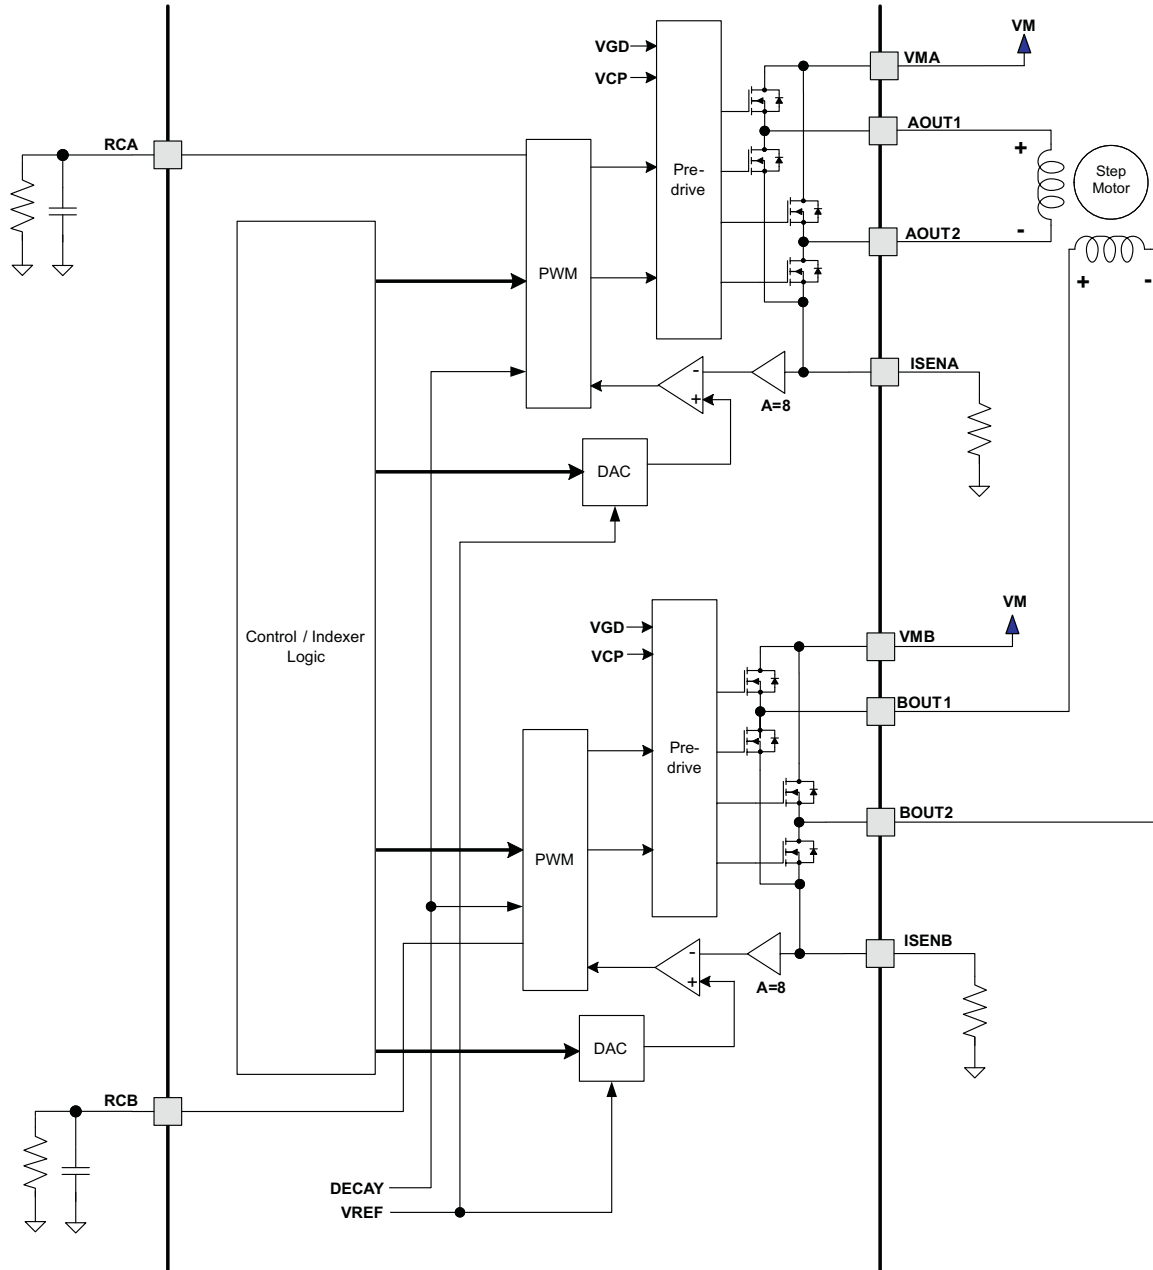 VM
VGD
VMA
VCP
AOUT1
RCA
+
Pre-
drive
Step
Motor
AOUT2
-
PWM
+
-
ISENA
-
+
A=8
DAC
VM
VGD
Control / Indexer
Logic
VMB
VCP
BOUT1
Pre-
drive
BOUT2
PWM
ISENB
-
+
A=8
DAC
RCB
DECAY
VREF